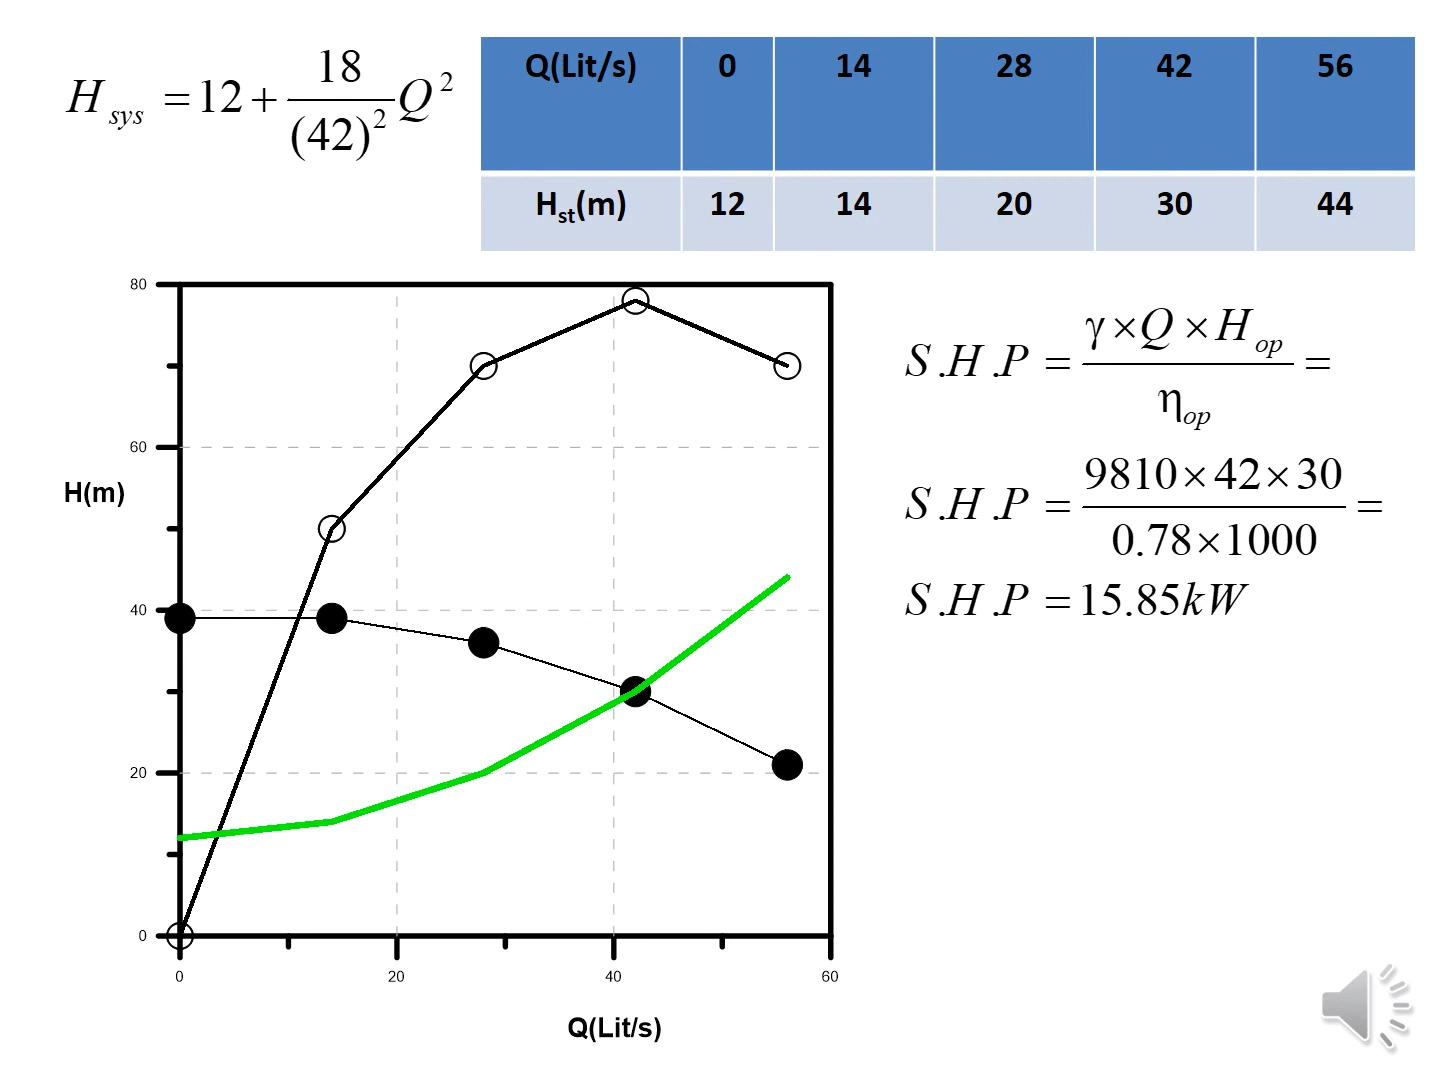 H sys = 12 + 18/(42)² Q²
Q(Lit/s) 0 14 28 42 56
Hst(m) 12 14 20 30 44
80
60
H(m)
40
20
0
0 20 40 60
Q(Lit/s)
S.H.P = γ×Q×H op / η op =
S.H.P = 9810×42×30 / 0.78×1000 =
S.H.P = 15.85kW